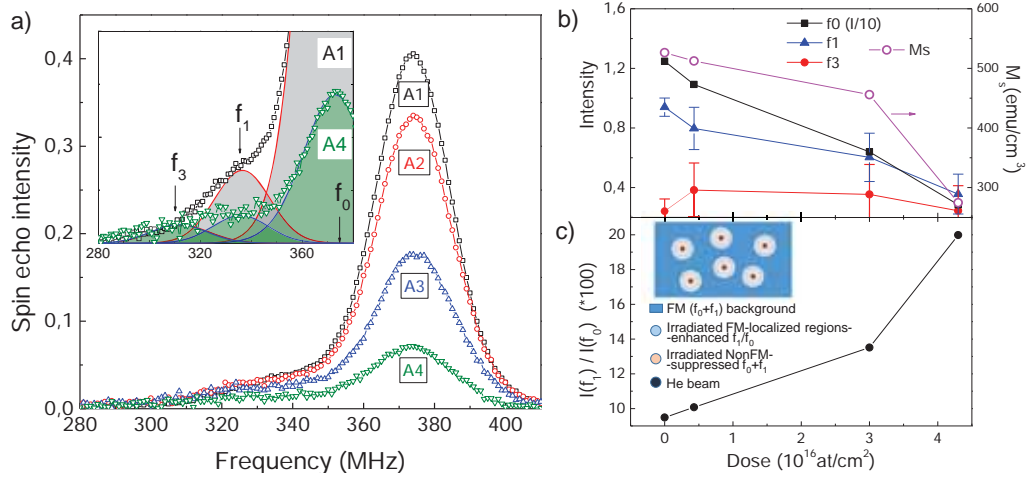 a)
Spin echo intensity
0,4
0,3
0,2
0,1
0,0
280
300
320
340
360
380
400
Frequency (MHz)
A1
A2
A3
A4
A1
A4
f1
f3
f0
280
320
360
b)
Intensity
1,6
1,2
0,8
0,4
f0 (I/10)
f1
f3
Ms
600
500
400
300
Ms(emu/cm3)
c)
I(f1) / I(f0) (*100)
20
18
16
14
12
10
FM (f0+f1) background
Irradiated FM-localized regions-
-enhanced f1/f0
Irradiated NonFM-
-suppressed f0+f1
He beam
0
1
2
3
4
Dose (10^16at/cm2)